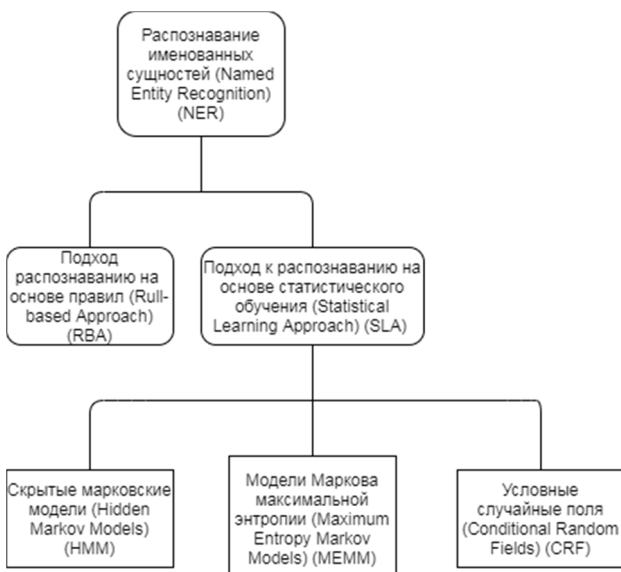 Распознавание
именованных
сущностей (Named
Entity Recognition)
(NER)
Подход
распознаванию на
основе правил (Rull-
based Approach)
(RBA)
Подход к распознаванию на
основе статистического
обучения (Statistical
Learning Approach) (SLA)
Скрытые марковские
модели (Hidden
Markov Models)
(HMM)
Модели Маркова
максимальной
энтропии (Maximum
Entropy Markov
Models) (MEMM)
Условные
случайные поля
(Conditional Random
Fields) (CRF)